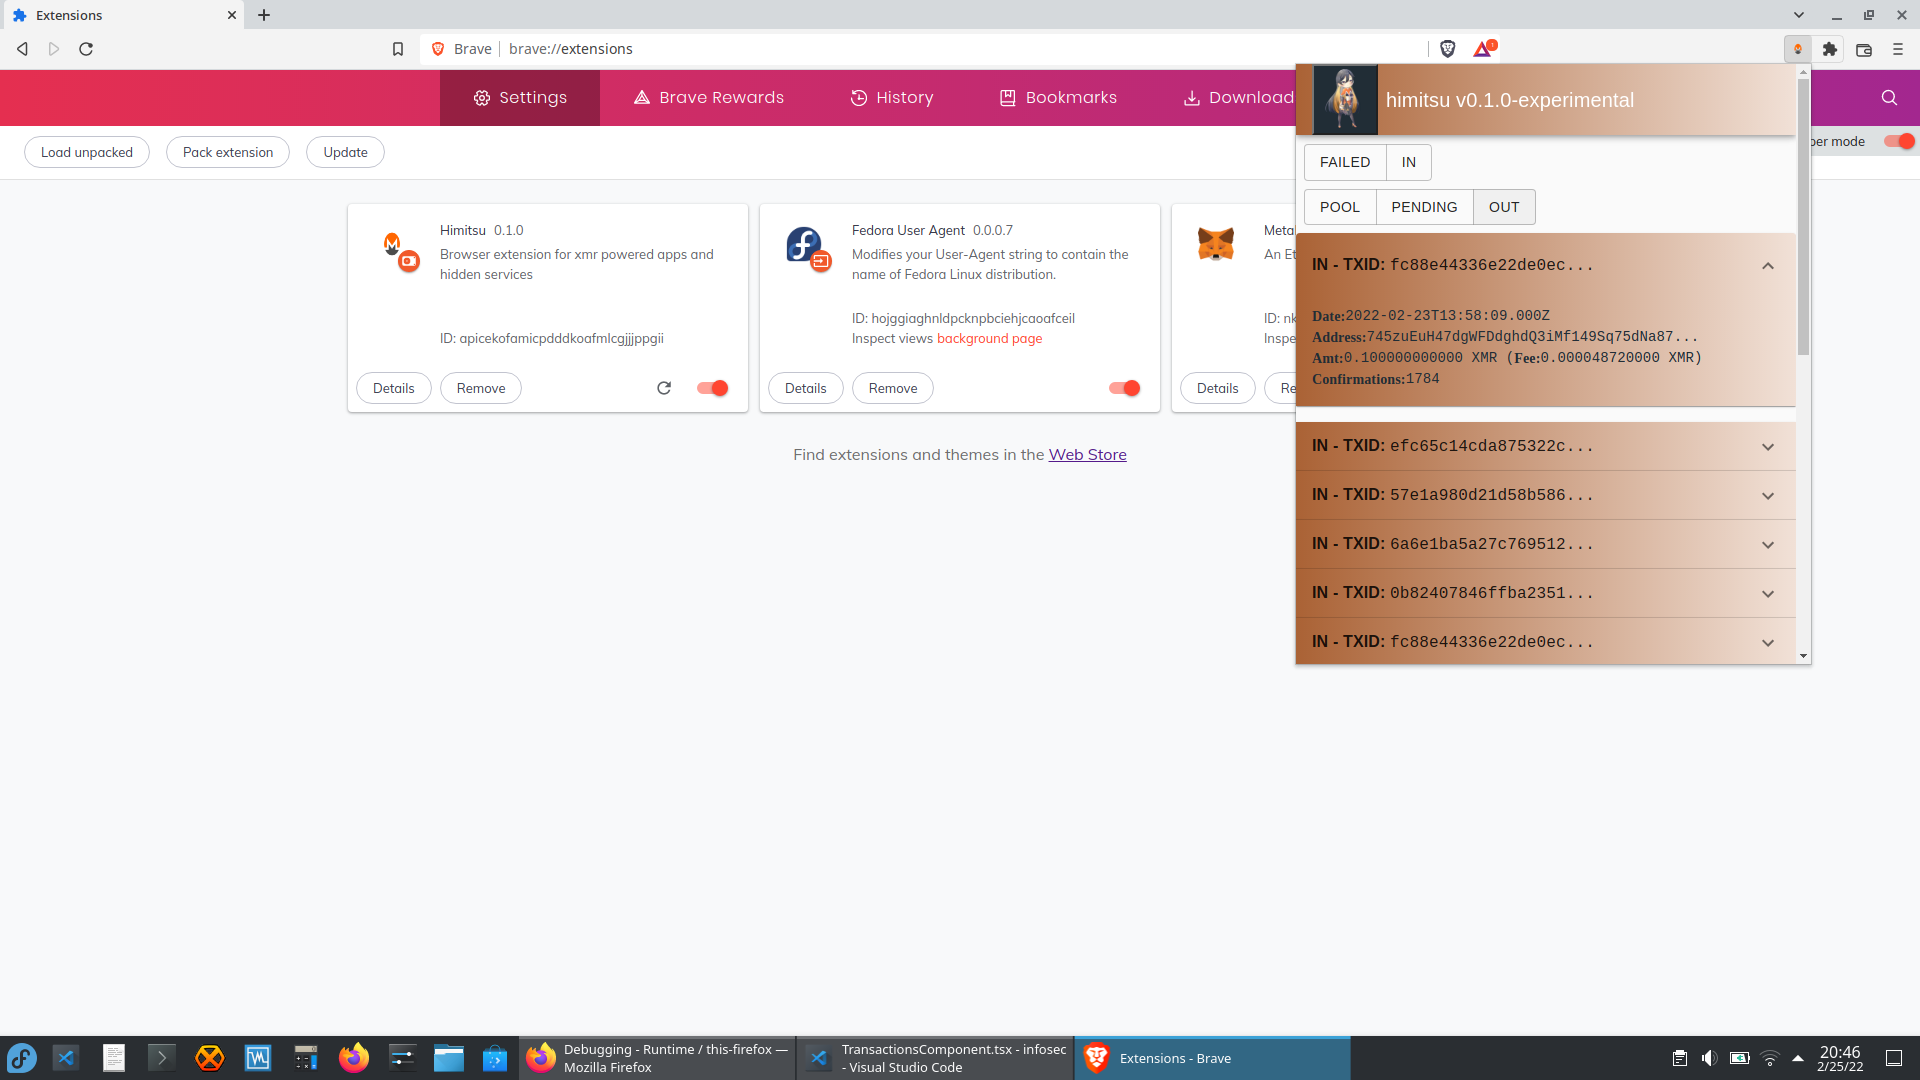 Extensions
Brave
brave://extensions
1
Settings
Brave Rewards
History
Bookmarks
Download
himitsu v0.1.0-experimental
Load unpacked
Pack extension
Update
per mode
FAILED
IN
POOL
PENDING
OUT
Himitsu 0.1.0
Browser extension for xmr powered apps and
hidden services
ID: apicekofamicpdddkoafmlcgjjjppgii
Details
Remove
Fedora User Agent 0.0.0.7
Modifies your User-Agent string to contain the
name of Fedora Linux distribution.
ID: hojggiaghnldpcknpbciehjcaoafceil
Inspect views background page
Details
Remove
Meta
An Et
ID: nk
Inspe
Details
Re
Find extensions and themes in the Web Store
IN - TXID: fc88e44336e22de0ec...
Date:2022-02-23T13:58:09.000Z
Address:745zuEuH47dgWFDdghdQ3iMf149Sq75dNa87...
Amt:0.100000000000 XMR (Fee:0.000048720000 XMR)
Confirmations:1784
IN - TXID: efc65c14cda875322c...
IN - TXID: 57e1a980d21d58b586...
IN - TXID: 6a6e1ba5a27c769512...
IN - TXID: 0b82407846ffba2351...
IN - TXID: fc88e44336e22de0ec...
Debugging - Runtime / this-firefox —
Mozilla Firefox
TransactionsComponent.tsx - infosec
- Visual Studio Code
Extensions - Brave
20:46
2/25/22